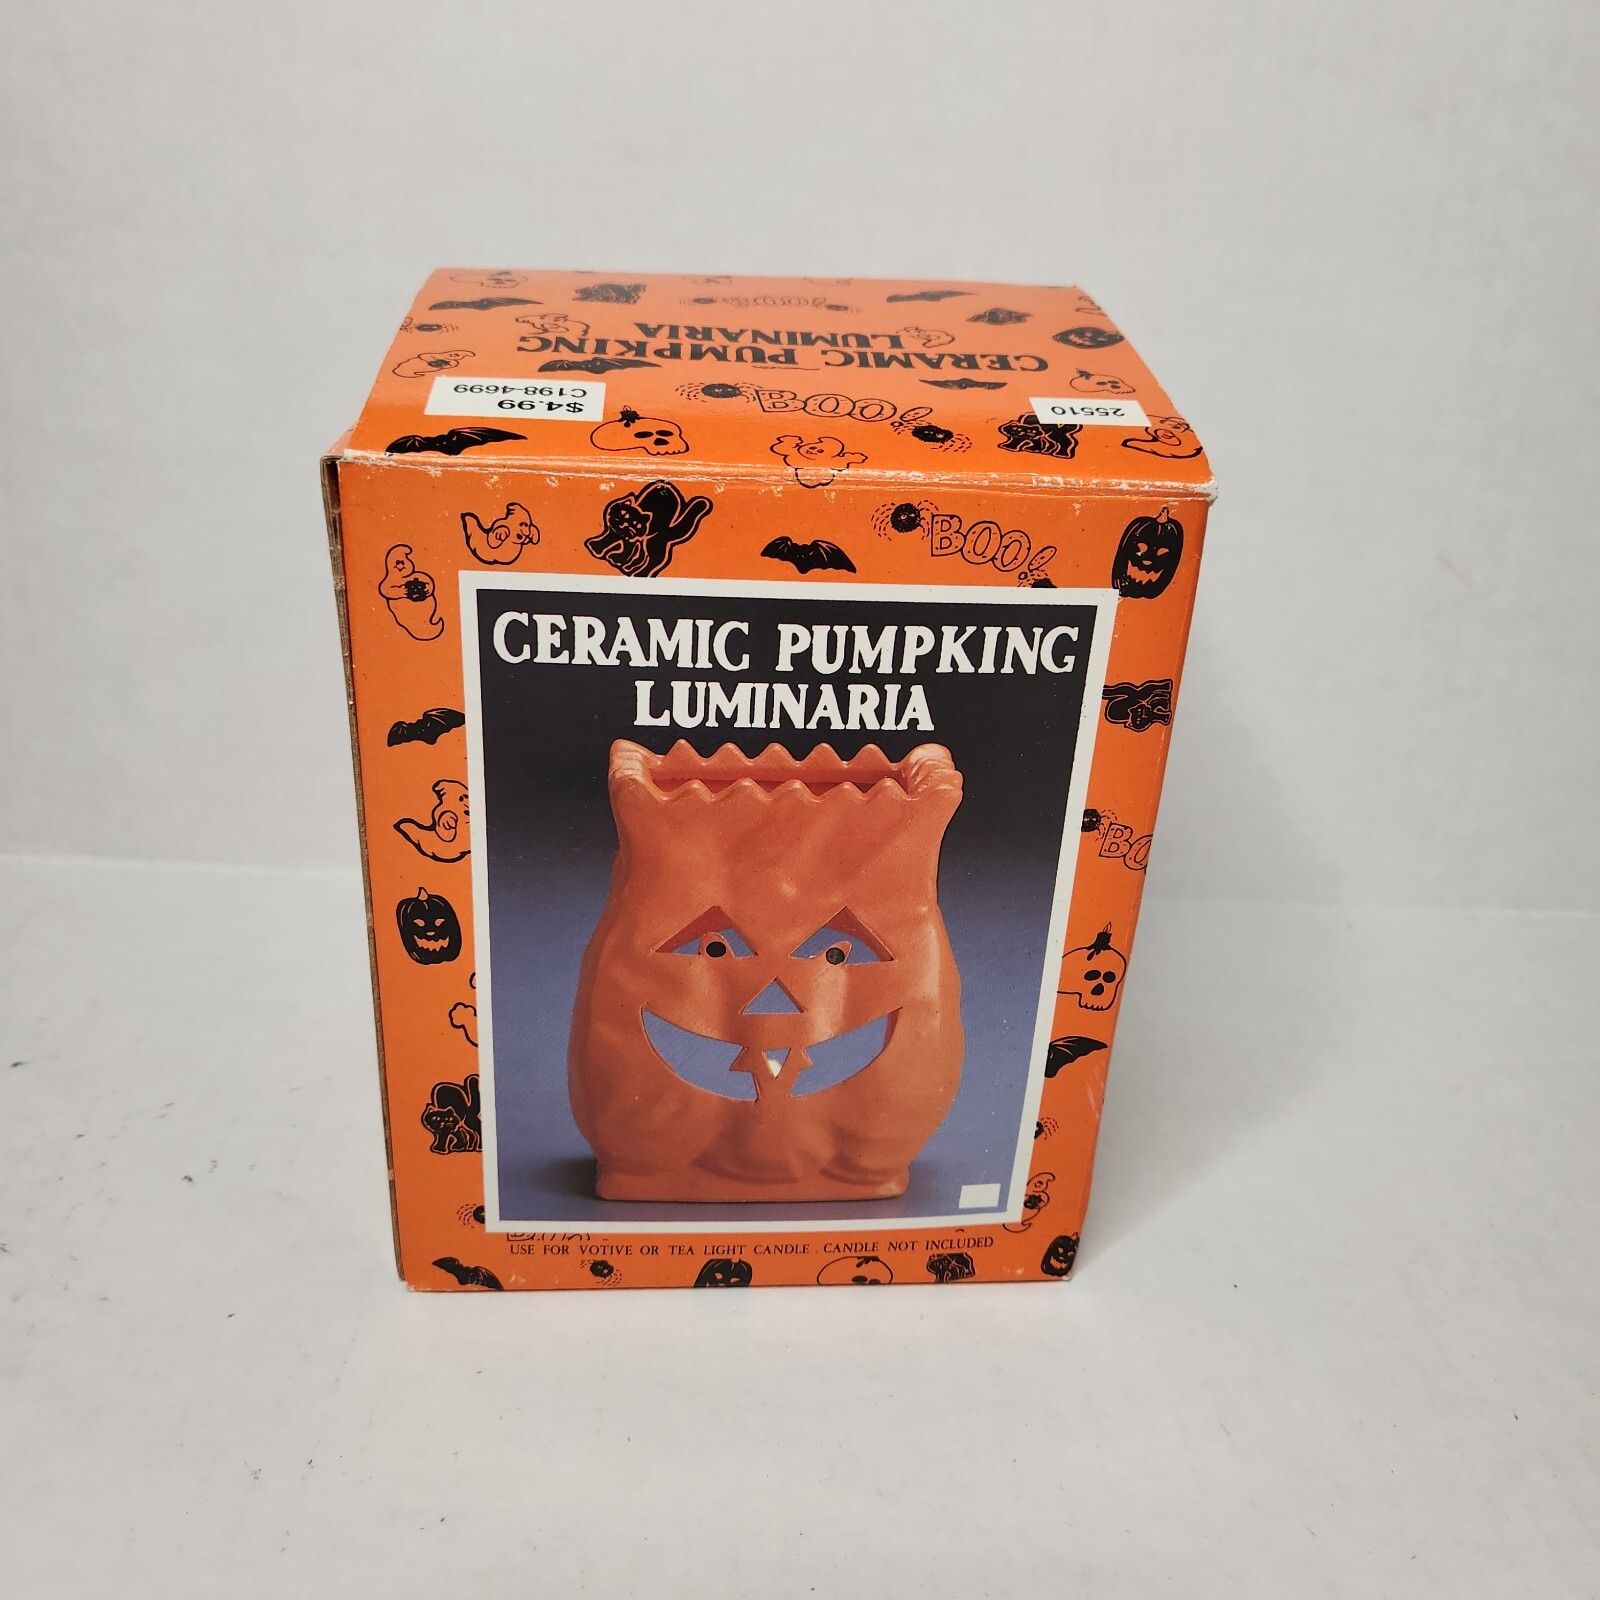 CERAMIC PUMPKING
LUMINARIA
$4.99
C198-4699
BOO!
25510
BOO!
CERAMIC PUMPKING
LUMINARIA
BO
USE FOR VOTIVE OR TEA LIGHT CANDLE . CANDLE NOT INCLUDED